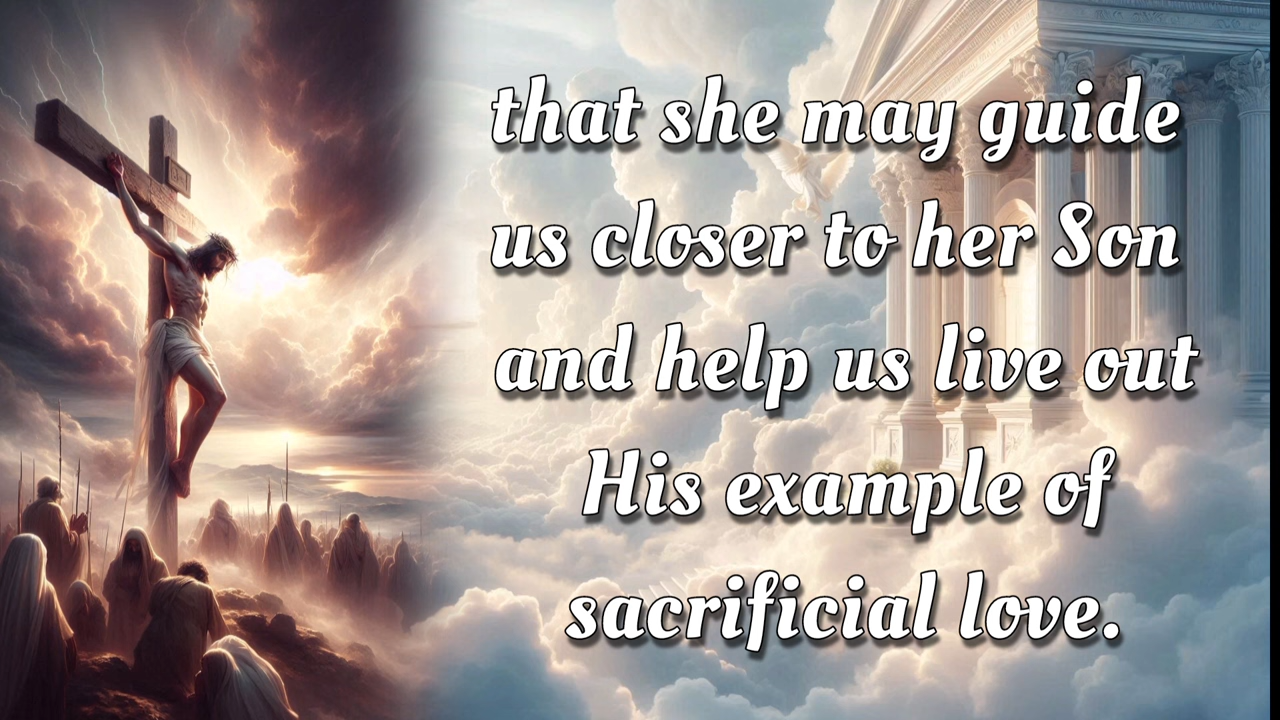 that she may guide
us closer to her Son
and help us live out
His example of
sacrificial love.